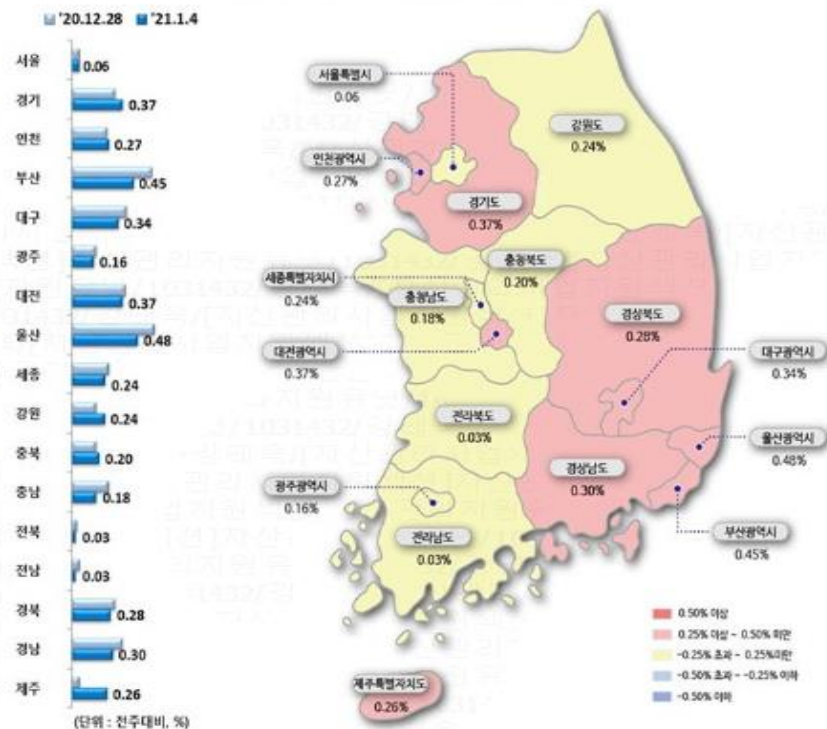 '20.12.28 '21.1.4
서울 0.06
경기 0.37
인천 0.27
부산 0.45
대구 0.34
광주 0.16
대전 0.37
울산 0.48
세종 0.24
강원 0.24
충북 0.20
충남 0.18
전북 0.03
전남 0.03
경북 0.28
경남 0.30
제주 0.26
(단위 : 전주대비, %)
서울특별시
0.06
강원도
0.24%
인천광역시
0.27%
경기도
0.37%
충청북도
0.20%
세종특별자치시
0.24%
충청남도
0.18%
경상북도
0.28%
대전광역시
0.37%
대구광역시
0.34%
전라북도
0.03%
울산광역시
0.48%
경상남도
0.30%
광주광역시
0.16%
부산광역시
0.45%
전라남도
0.03%
제주특별자치도
0.26%
0.50% 이상
0.25% 이상 ~ 0.50% 미만
-0.25% 초과 ~ 0.25%미만
-0.50% 초과 ~ -0.25% 이하
-0.50% 이하